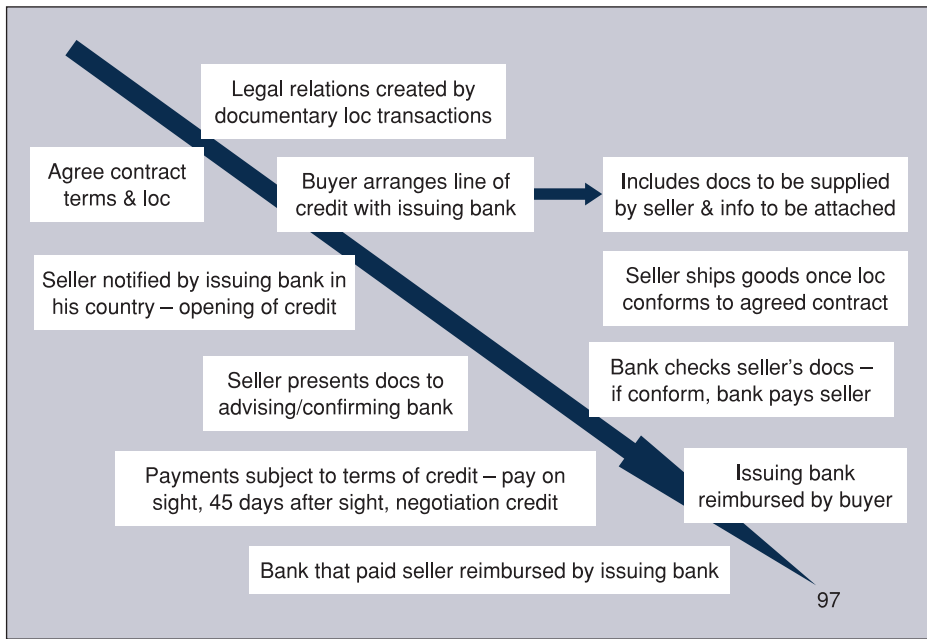 Legal relations created by
documentary loc transactions
Agree contract
terms & loc
Buyer arranges line of
credit with issuing bank
Includes docs to be supplied
by seller & info to be attached
Seller notified by issuing bank in
his country – opening of credit
Seller ships goods once loc
conforms to agreed contract
Seller presents docs to
advising/confirming bank
Bank checks seller's docs –
if conform, bank pays seller
Payments subject to terms of credit – pay on
sight, 45 days after sight, negotiation credit
Issuing bank
reimbursed by buyer
Bank that paid seller reimbursed by issuing bank
97